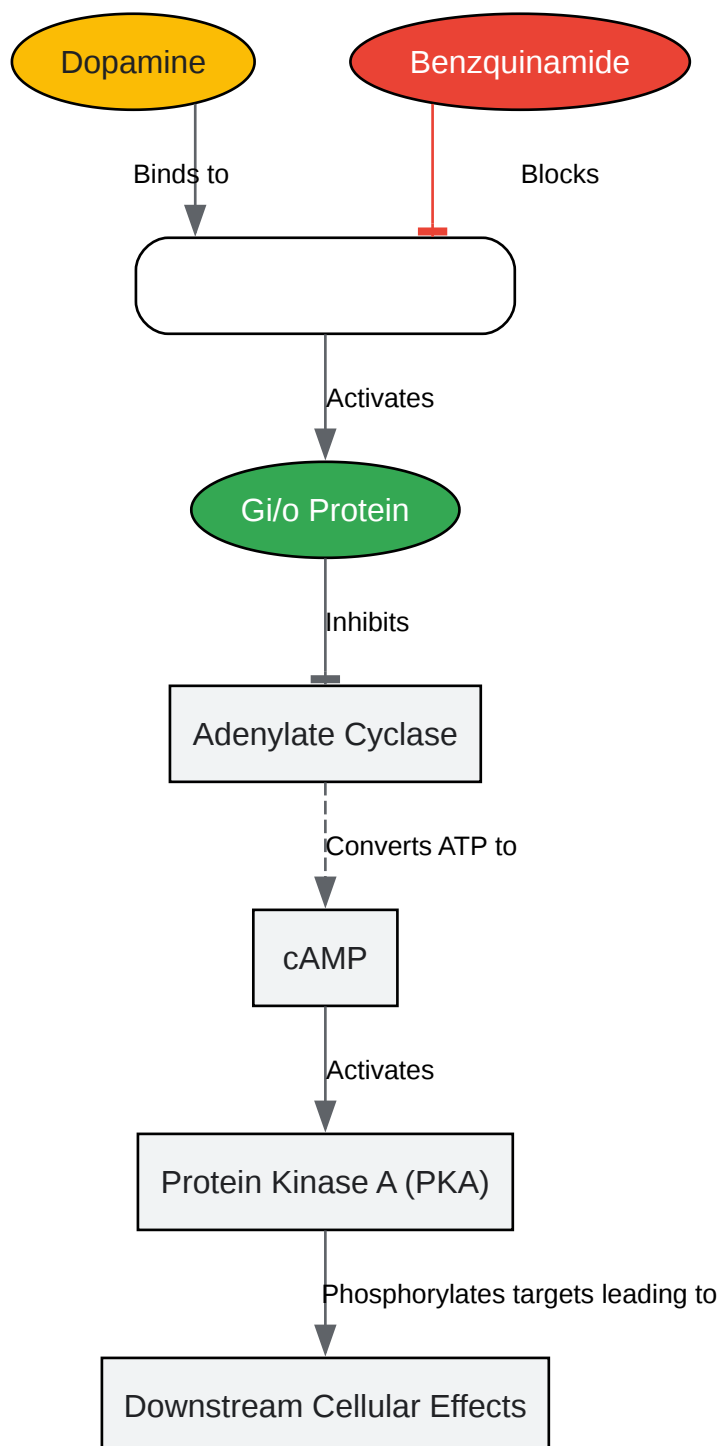 Dopamine
Benzquinamide
Binds to
Blocks
Activates
Gi/o Protein
Inhibits
Adenylate Cyclase
Converts ATP to
cAMP
Activates
Protein Kinase A (PKA)
Phosphorylates targets leading to
Downstream Cellular Effects